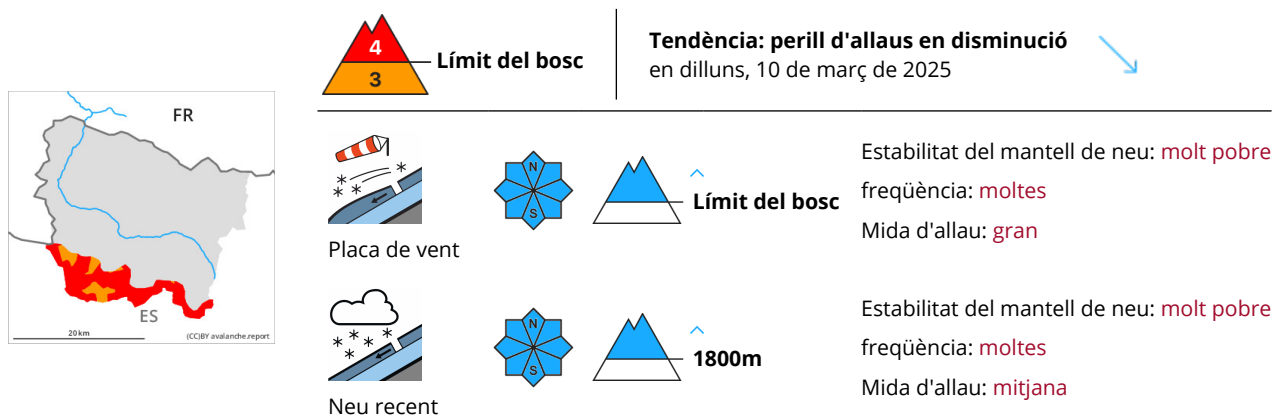 FR
ES
20 km
(CC)BY avalanche.report
4
3
Límit del bosc
Tendència: perill d'allaus en disminució
en dilluns, 10 de març de 2025
N
S
Límit del bosc
Placa de vent
Estabilitat del mantell de neu: molt pobre
freqüència: moltes
Mida d'allau: gran
N
S
1800m
Neu recent
Estabilitat del mantell de neu: molt pobre
freqüència: moltes
Mida d'allau: mitjana